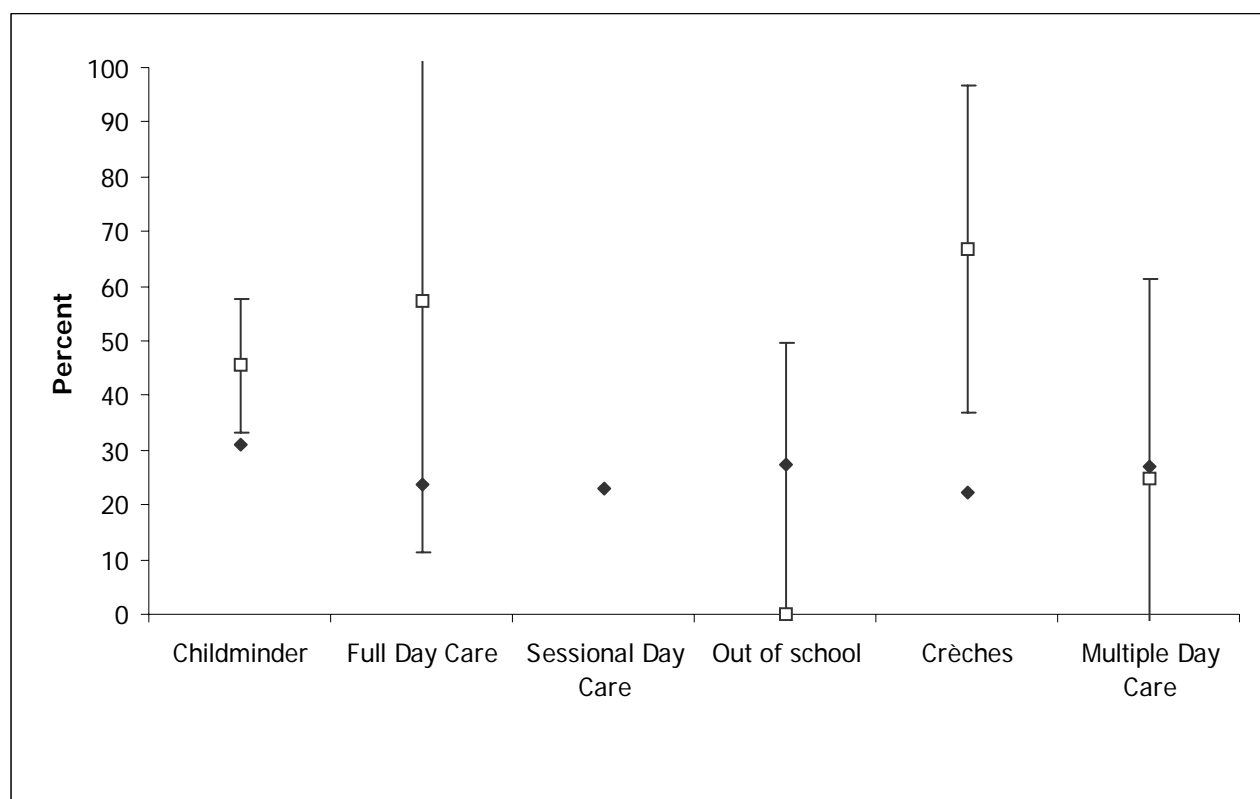 100
90
80
70
60
50
40
30
20
10
0
Percent
Childminder
Full Day Care
Sessional Day
Care
Out of school
Crèches
Multiple Day
Care